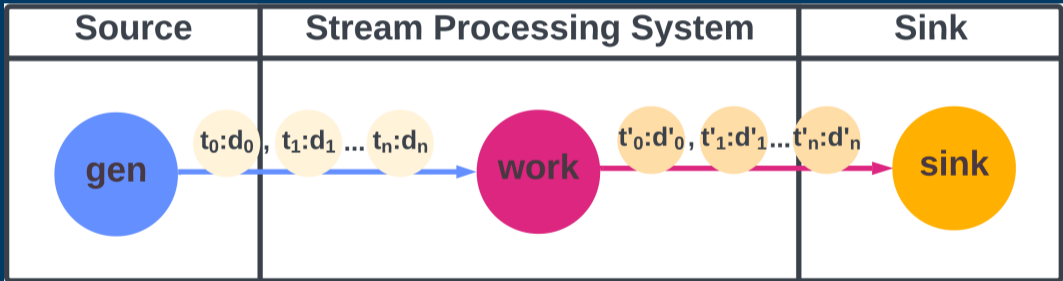 Source
Stream Processing System
Sink
gen
t₀:d₀, t₁:d₁ ... tₙ:dₙ
work
t'₀:d'₀, t'₁:d'₁...t'ₙ:d'ₙ
sink